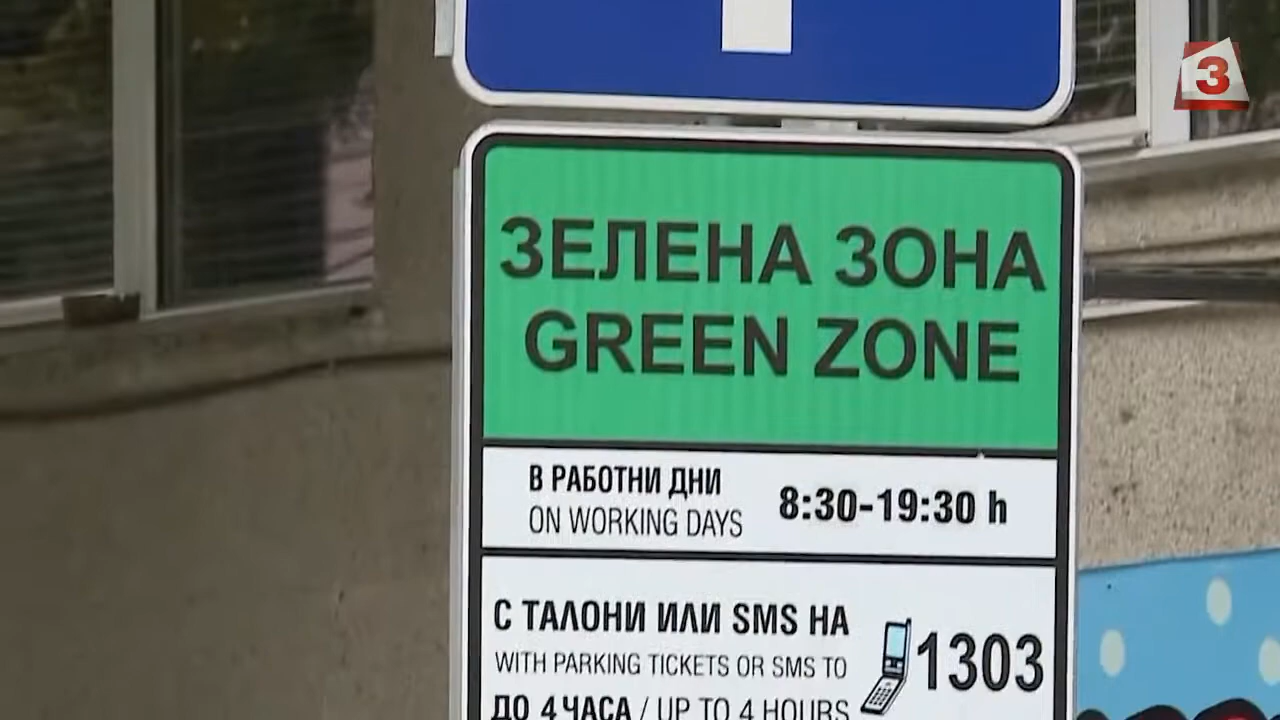 3
ЗЕЛЕНА ЗОНА
GREEN ZONE
В РАБОТНИ ДНИ
ON WORKING DAYS
8:30-19:30 h
С ТАЛОНИ ИЛИ SMS НА
WITH PARKING TICKETS OR SMS TO
1303
ДО 4 ЧАСА / UP TO 4 HOURS